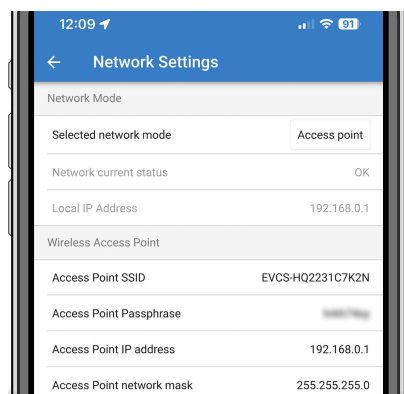 12:09
91
Network Settings
Network Mode
Selected network mode Access point
Network current status OK
Local IP Address 192.168.0.1
Wireless Access Point
Access Point SSID EVCS-HQ2231C7K2N
Access Point Passphrase
Access Point IP address 192.168.0.1
Access Point network mask 255.255.255.0